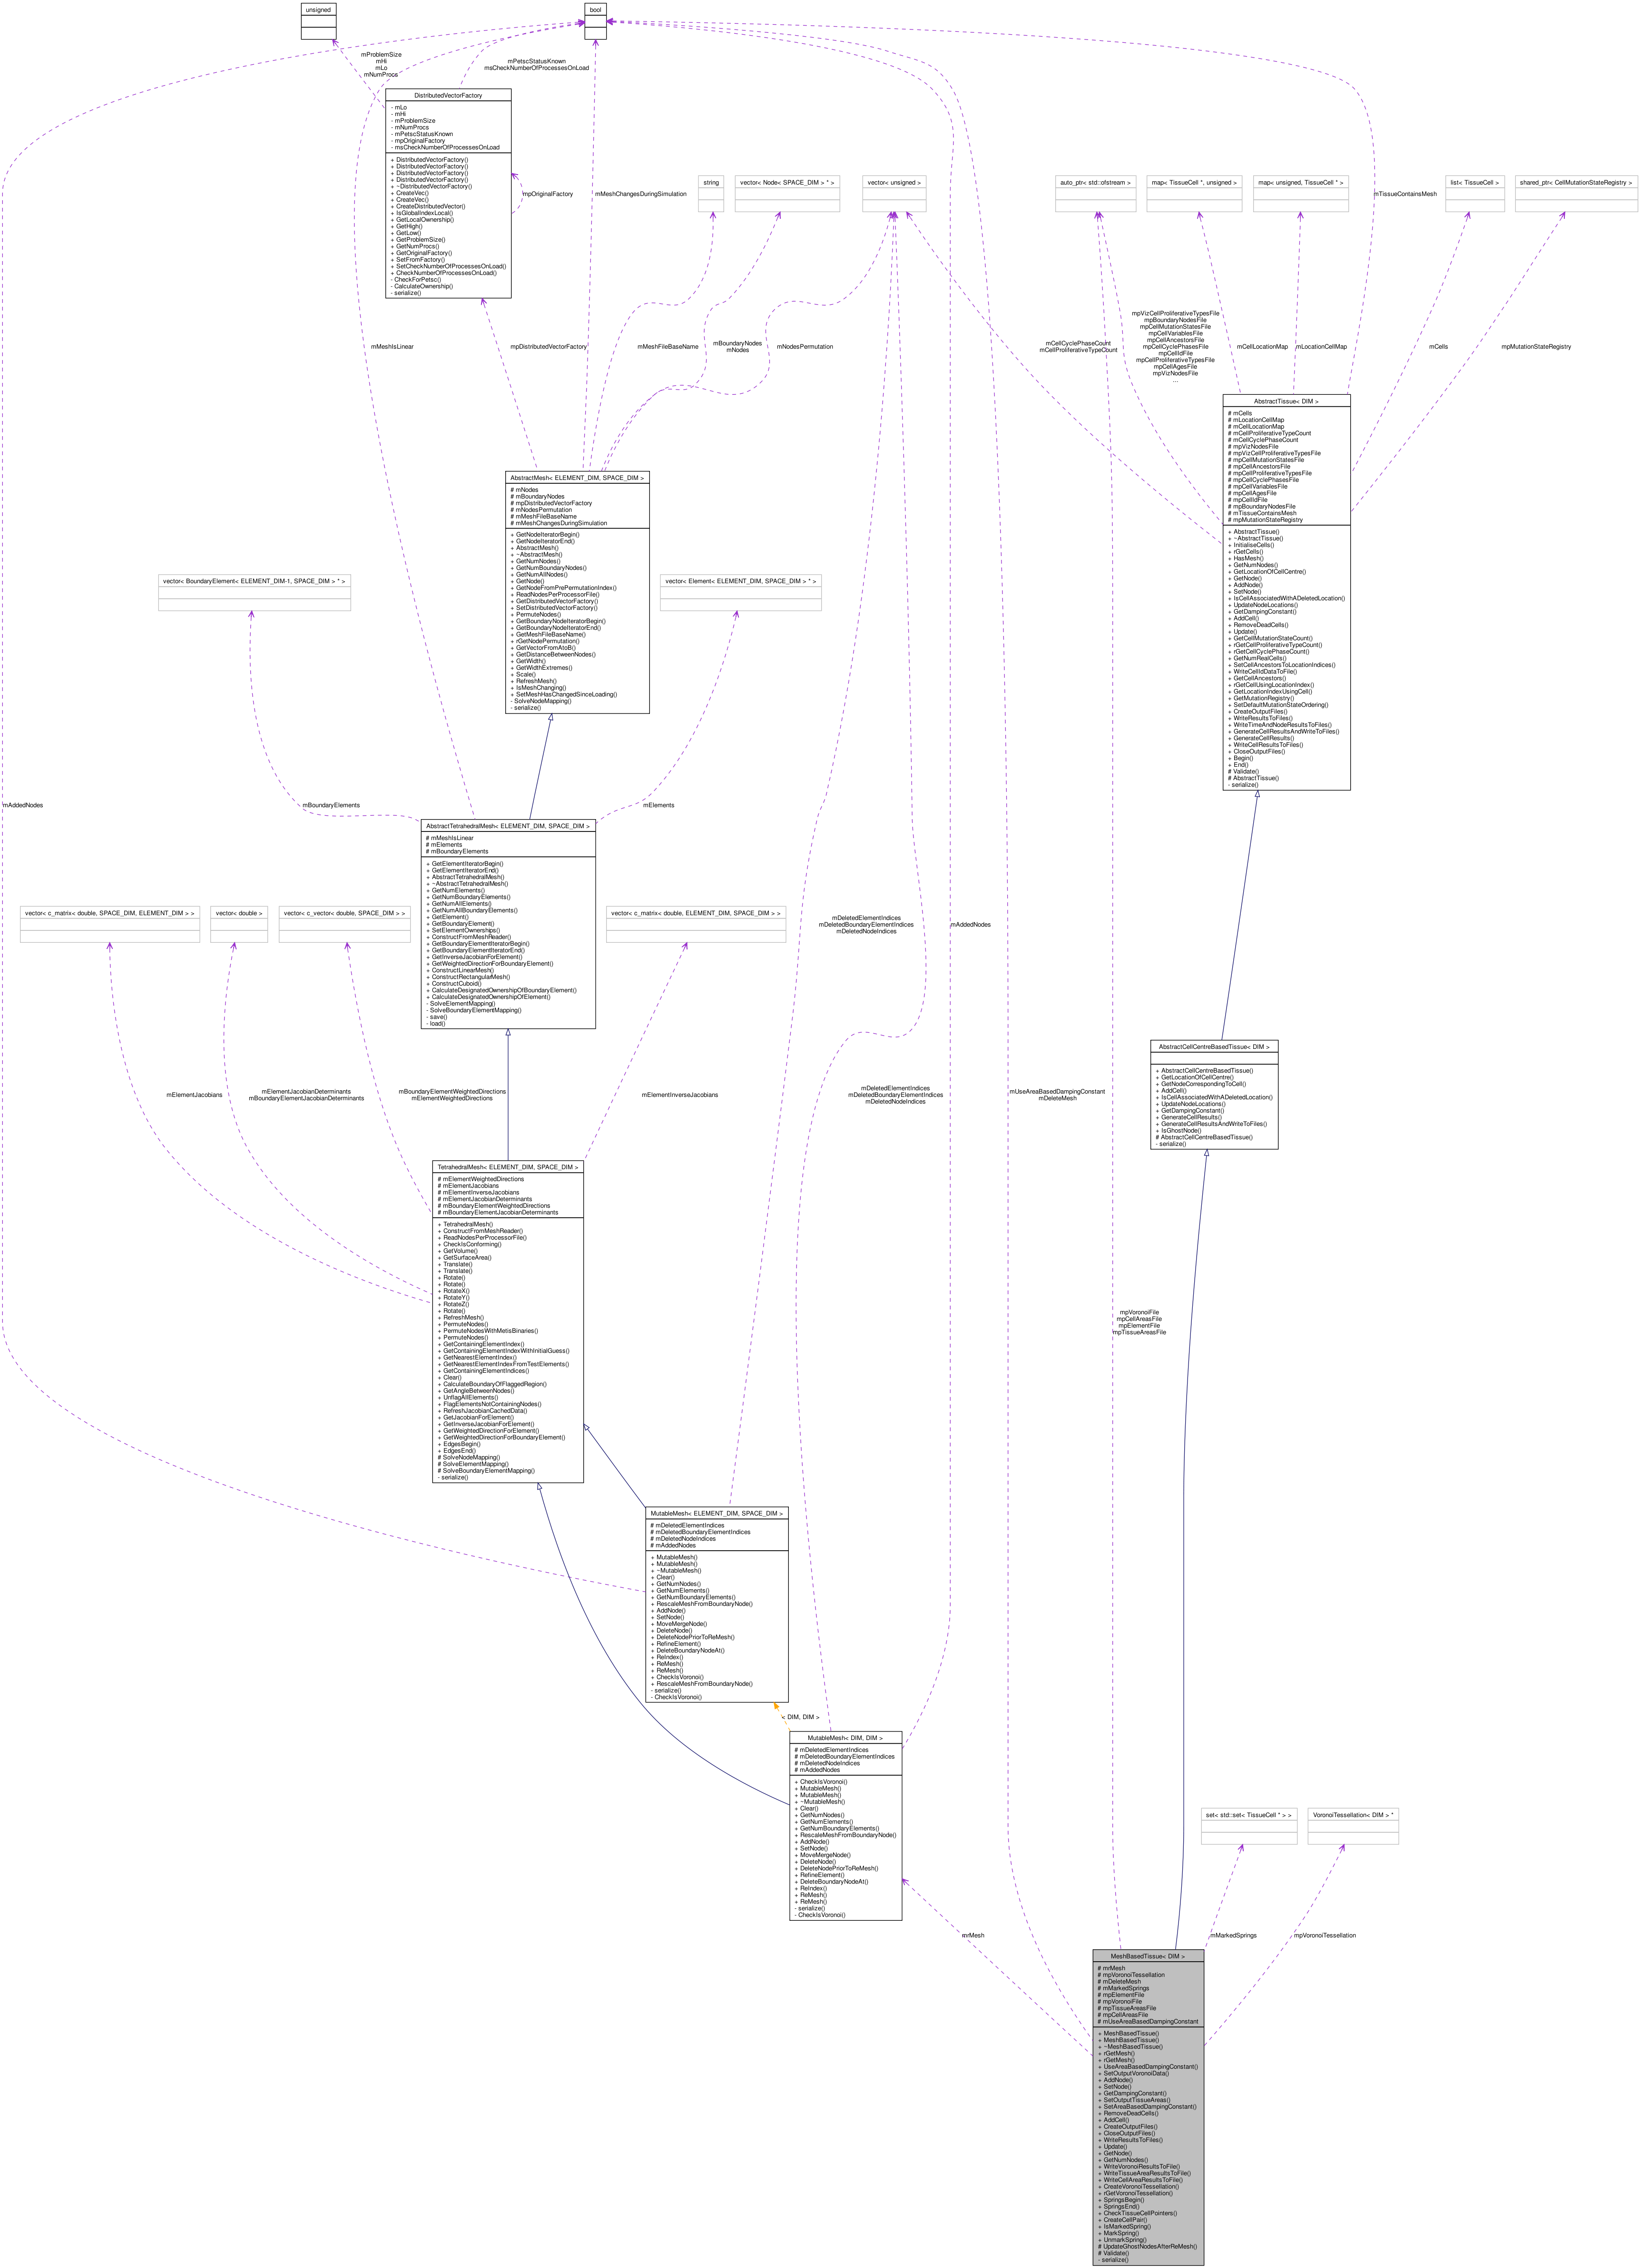 unsigned
bool
mProblemSize
mHi
mLo
mNumProcs
mPetscStatusKnown
msCheckNumberOfProcessesOnLoad
DistributedVectorFactory
- mLo
- mHi
- mProblemSize
- mNumProcs
- mPetscStatusKnown
- mpOriginalFactory
- msCheckNumberOfProcessesOnLoad
+ DistributedVectorFactory()
+ DistributedVectorFactory()
+ DistributedVectorFactory()
+ DistributedVectorFactory()
+ ~DistributedVectorFactory()
+ CreateVec()
+ CreateVec()
+ CreateDistributedVector()
+ IsGlobalIndexLocal()
+ GetLocalOwnership()
+ GetHigh()
+ GetLow()
+ GetProblemSize()
+ GetNumProcs()
+ GetOriginalFactory()
+ SetFromFactory()
+ SetCheckNumberOfProcessesOnLoad()
+ CheckNumberOfProcessesOnLoad()
- CheckForPetsc()
- CalculateOwnership()
- serialize()
mpOriginalFactory
mMeshChangesDuringSimulation
string
vector< Node< SPACE_DIM > * >
vector< unsigned >
auto_ptr< std::ofstream >
map< TissueCell *, unsigned >
map< unsigned, TissueCell * >
mTissueContainsMesh
list< TissueCell >
shared_ptr< CellMutationStateRegistry >
mMeshIsLinear
mpDistributedVectorFactory
mMeshFileBaseName
mBoundaryNodes
mNodes
mNodesPermutation
mCellCyclePhaseCount
mCellProliferativeTypeCount
mpVizCellProliferativeTypesFile
mpBoundaryNodesFile
mpCellMutationStatesFile
mpCellVariablesFile
mpCellAncestorsFile
mpCellCyclePhasesFile
mpCellIdFile
mpCellProliferativeTypesFile
mpCellAgesFile
mpVizNodesFile
...
mCellLocationMap
mLocationCellMap
mCells
mpMutationStateRegistry
AbstractTissue< DIM >
# mCells
# mLocationCellMap
# mCellLocationMap
# mCellProliferativeTypeCount
# mCellCyclePhaseCount
# mpVizNodesFile
# mpVizCellProliferativeTypesFile
# mpCellMutationStatesFile
# mpCellAncestorsFile
# mpCellProliferativeTypesFile
# mpCellCyclePhasesFile
# mpCellVariablesFile
# mpCellAgesFile
# mpCellIdFile
# mpBoundaryNodesFile
# mTissueContainsMesh
# mpMutationStateRegistry
+ AbstractTissue()
+ ~AbstractTissue()
+ InitialiseCells()
+ rGetCells()
+ HasMesh()
+ GetNumNodes()
+ GetLocationOfCellCentre()
+ GetNode()
+ AddNode()
+ SetNode()
+ IsCellAssociatedWithADeletedLocation()
+ UpdateNodeLocations()
+ GetDampingConstant()
+ AddCell()
+ RemoveDeadCells()
+ Update()
+ GetCellMutationStateCount()
+ rGetCellProliferativeTypeCount()
+ rGetCellCyclePhaseCount()
+ GetNumRealCells()
+ SetCellAncestorsToLocationIndices()
+ WriteCellIdDataToFile()
+ GetCellAncestors()
+ rGetCellUsingLocationIndex()
+ GetLocationIndexUsingCell()
+ GetMutationRegistry()
+ SetDefaultMutationStateOrdering()
+ CreateOutputFiles()
+ WriteResultsToFiles()
+ WriteTimeAndNodeResultsToFiles()
+ GenerateCellResultsAndWriteToFiles()
+ GenerateCellResults()
+ WriteCellResultsToFiles()
+ CloseOutputFiles()
+ Begin()
+ End()
# Validate()
# AbstractTissue()
- serialize()
AbstractMesh< ELEMENT_DIM, SPACE_DIM >
# mNodes
# mBoundaryNodes
# mpDistributedVectorFactory
# mNodesPermutation
# mMeshFileBaseName
# mMeshChangesDuringSimulation
+ GetNodeIteratorBegin()
+ GetNodeIteratorEnd()
+ AbstractMesh()
+ ~AbstractMesh()
+ GetNumNodes()
+ GetNumBoundaryNodes()
+ GetNumAllNodes()
+ GetNode()
+ GetNodeFromPrePermutationIndex()
+ ReadNodesPerProcessorFile()
+ GetDistributedVectorFactory()
+ SetDistributedVectorFactory()
+ PermuteNodes()
+ GetBoundaryNodeIteratorBegin()
+ GetBoundaryNodeIteratorEnd()
+ GetMeshFileBaseName()
+ rGetNodePermutation()
+ GetVectorFromAtoB()
+ GetDistanceBetweenNodes()
+ GetWidth()
+ GetWidthExtremes()
+ Scale()
+ RefreshMesh()
+ IsMeshChanging()
+ SetMeshHasChangedSinceLoading()
- SolveNodeMapping()
- serialize()
vector< BoundaryElement< ELEMENT_DIM-1, SPACE_DIM > * >
vector< Element< ELEMENT_DIM, SPACE_DIM > * >
mAddedNodes
mBoundaryElements
mElements
AbstractTetrahedralMesh< ELEMENT_DIM, SPACE_DIM >
# mMeshIsLinear
# mElements
# mBoundaryElements
+ GetElementIteratorBegin()
+ GetElementIteratorEnd()
+ AbstractTetrahedralMesh()
+ ~AbstractTetrahedralMesh()
+ GetNumElements()
+ GetNumBoundaryElements()
+ GetNumAllElements()
+ GetNumAllBoundaryElements()
+ GetElement()
+ GetBoundaryElement()
+ SetElementOwnerships()
+ ConstructFromMeshReader()
+ GetBoundaryElementIteratorBegin()
+ GetBoundaryElementIteratorEnd()
+ GetInverseJacobianForElement()
+ GetWeightedDirectionForBoundaryElement()
+ ConstructLinearMesh()
+ ConstructRectangularMesh()
+ ConstructCuboid()
+ CalculateDesignatedOwnershipOfBoundaryElement()
+ CalculateDesignatedOwnershipOfElement()
- SolveElementMapping()
- SolveBoundaryElementMapping()
- save()
- load()
vector< c_matrix< double, SPACE_DIM, ELEMENT_DIM > >
vector< double >
vector< c_vector< double, SPACE_DIM > >
vector< c_matrix< double, ELEMENT_DIM, SPACE_DIM > >
mDeletedElementIndices
mDeletedBoundaryElementIndices
mDeletedNodeIndices
mAddedNodes
AbstractCellCentreBasedTissue< DIM >
+ AbstractCellCentreBasedTissue()
+ GetLocationOfCellCentre()
+ GetNodeCorrespondingToCell()
+ AddCell()
+ IsCellAssociatedWithADeletedLocation()
+ UpdateNodeLocations()
+ GetDampingConstant()
+ GenerateCellResults()
+ GenerateCellResultsAndWriteToFiles()
+ IsGhostNode()
# AbstractCellCentreBasedTissue()
- serialize()
mElementJacobians
mElementJacobianDeterminants
mBoundaryElementJacobianDeterminants
mBoundaryElementWeightedDirections
mElementWeightedDirections
mElementInverseJacobians
mDeletedElementIndices
mDeletedBoundaryElementIndices
mDeletedNodeIndices
mUseAreaBasedDampingConstant
mDeleteMesh
TetrahedralMesh< ELEMENT_DIM, SPACE_DIM >
# mElementWeightedDirections
# mElementJacobians
# mElementInverseJacobians
# mElementJacobianDeterminants
# mBoundaryElementWeightedDirections
# mBoundaryElementJacobianDeterminants
+ TetrahedralMesh()
+ ConstructFromMeshReader()
+ ReadNodesPerProcessorFile()
+ CheckIsConforming()
+ GetVolume()
+ GetSurfaceArea()
+ Translate()
+ Translate()
+ Rotate()
+ Rotate()
+ RotateX()
+ RotateY()
+ RotateZ()
+ Rotate()
+ RefreshMesh()
+ PermuteNodes()
+ PermuteNodesWithMetisBinaries()
+ PermuteNodes()
+ GetContainingElementIndex()
+ GetContainingElementIndexWithInitialGuess()
+ GetNearestElementIndex()
+ GetNearestElementIndexFromTestElements()
+ GetContainingElementIndices()
+ Clear()
+ CalculateBoundaryOfFlaggedRegion()
+ GetAngleBetweenNodes()
+ UnflagAllElements()
+ FlagElementsNotContainingNodes()
+ RefreshJacobianCachedData()
+ GetJacobianForElement()
+ GetInverseJacobianForElement()
+ GetWeightedDirectionForElement()
+ GetWeightedDirectionForBoundaryElement()
+ EdgesBegin()
+ EdgesEnd()
# SolveNodeMapping()
# SolveElementMapping()
# SolveBoundaryElementMapping()
- serialize()
mpVoronoiFile
mpCellAreasFile
mpElementFile
mpTissueAreasFile
MutableMesh< ELEMENT_DIM, SPACE_DIM >
# mDeletedElementIndices
# mDeletedBoundaryElementIndices
# mDeletedNodeIndices
# mAddedNodes
+ MutableMesh()
+ MutableMesh()
+ ~MutableMesh()
+ Clear()
+ GetNumNodes()
+ GetNumElements()
+ GetNumBoundaryElements()
+ RescaleMeshFromBoundaryNode()
+ AddNode()
+ SetNode()
+ MoveMergeNode()
+ DeleteNode()
+ DeleteNodePriorToReMesh()
+ RefineElement()
+ DeleteBoundaryNodeAt()
+ ReIndex()
+ ReMesh()
+ ReMesh()
+ CheckIsVoronoi()
+ RescaleMeshFromBoundaryNode()
- serialize()
- CheckIsVoronoi()
< DIM, DIM >
MutableMesh< DIM, DIM >
# mDeletedElementIndices
# mDeletedBoundaryElementIndices
# mDeletedNodeIndices
# mAddedNodes
+ CheckIsVoronoi()
+ MutableMesh()
+ MutableMesh()
+ ~MutableMesh()
+ Clear()
+ GetNumNodes()
+ GetNumElements()
+ GetNumBoundaryElements()
+ RescaleMeshFromBoundaryNode()
+ AddNode()
+ SetNode()
+ MoveMergeNode()
+ DeleteNode()
+ DeleteNodePriorToReMesh()
+ RefineElement()
+ DeleteBoundaryNodeAt()
+ ReIndex()
+ ReMesh()
+ ReMesh()
- serialize()
- CheckIsVoronoi()
set< std::set< TissueCell * > >
VoronoiTessellation< DIM > *
mrMesh
mMarkedSprings
mpVoronoiTessellation
MeshBasedTissue< DIM >
# mrMesh
# mpVoronoiTessellation
# mDeleteMesh
# mMarkedSprings
# mpElementFile
# mpVoronoiFile
# mpTissueAreasFile
# mpCellAreasFile
# mUseAreaBasedDampingConstant
+ MeshBasedTissue()
+ MeshBasedTissue()
+ ~MeshBasedTissue()
+ rGetMesh()
+ rGetMesh()
+ UseAreaBasedDampingConstant()
+ SetOutputVoronoiData()
+ AddNode()
+ SetNode()
+ GetDampingConstant()
+ SetOutputTissueAreas()
+ SetAreaBasedDampingConstant()
+ RemoveDeadCells()
+ AddCell()
+ CreateOutputFiles()
+ CloseOutputFiles()
+ WriteResultsToFiles()
+ Update()
+ GetNode()
+ GetNumNodes()
+ WriteVoronoiResultsToFile()
+ WriteTissueAreaResultsToFile()
+ WriteCellAreaResultsToFile()
+ CreateVoronoiTessellation()
+ rGetVoronoiTessellation()
+ SpringsBegin()
+ SpringsEnd()
+ CheckTissueCellPointers()
+ CreateCellPair()
+ IsMarkedSpring()
+ MarkSpring()
+ UnmarkSpring()
# UpdateGhostNodesAfterReMesh()
# Validate()
- serialize()